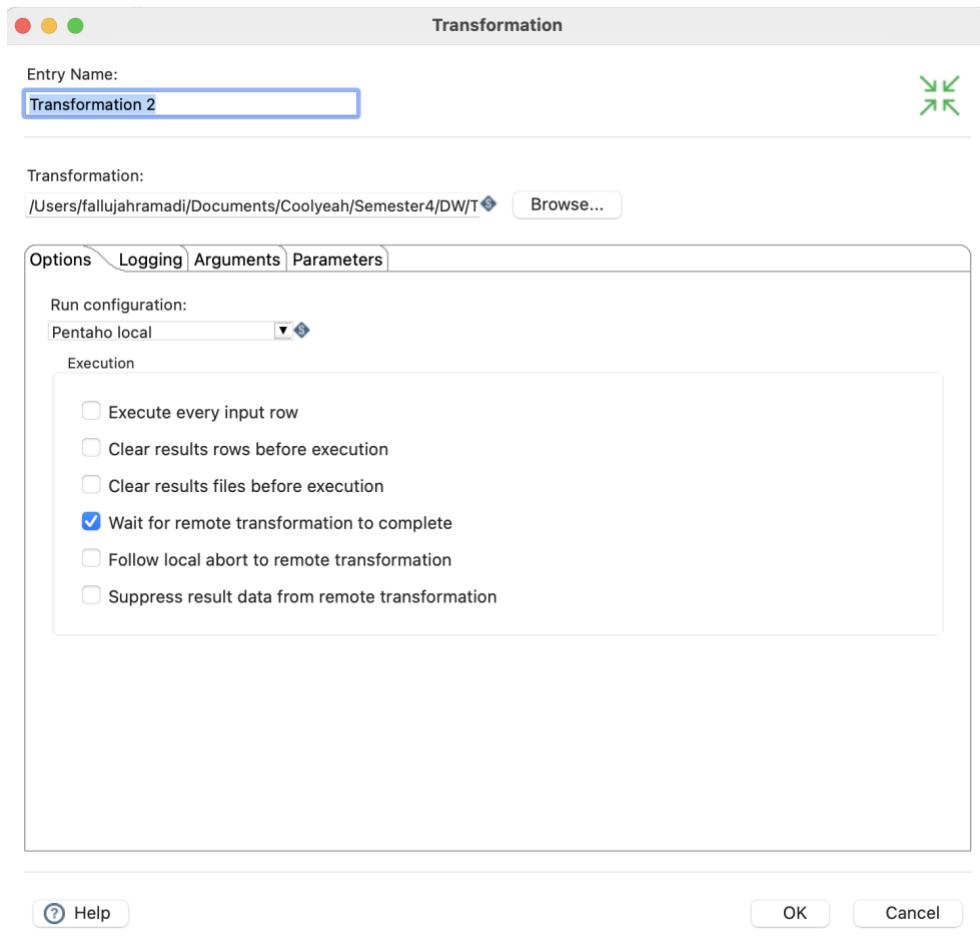 Transformation
Entry Name:
Transformation 2
Transformation:
/Users/fallujahramadi/Documents/Coolyeah/Semester4/DW/T
Browse...
Options Logging Arguments Parameters
Run configuration:
Pentaho local
Execution
Execute every input row
Clear results rows before execution
Clear results files before execution
Wait for remote transformation to complete
Follow local abort to remote transformation
Suppress result data from remote transformation
Help OK Cancel